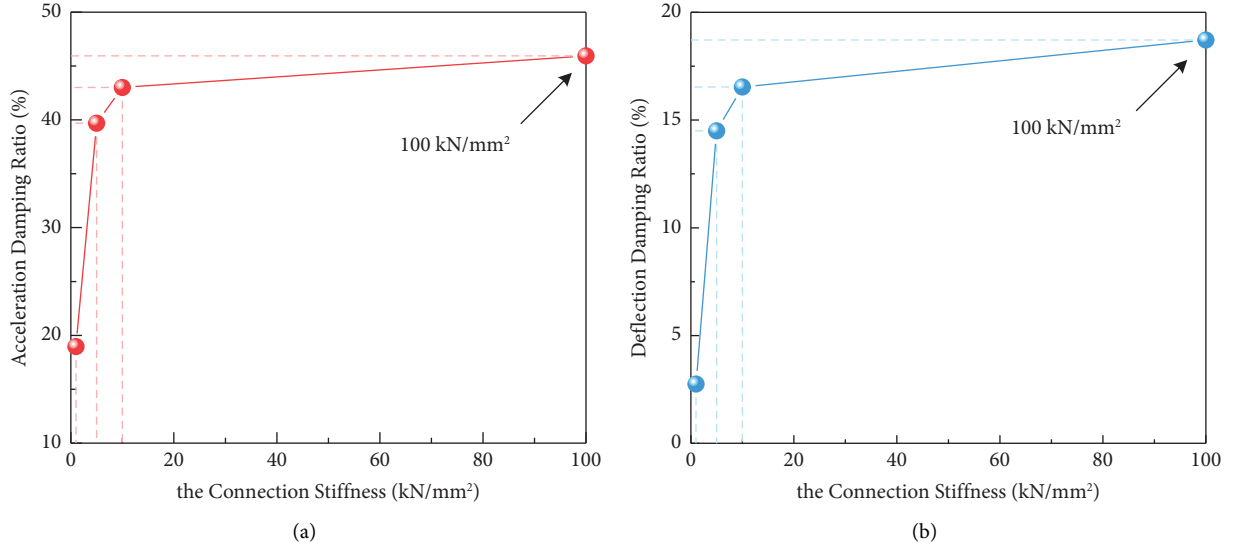 50
40
30
20
10
Acceleration Damping Ratio (%)
100 kN/mm²
0 20 40 60 80 100
the Connection Stiffness (kN/mm²)
(a)
20
15
10
5
0
Deflection Damping Ratio (%)
100 kN/mm²
0 20 40 60 80 100
the Connection Stiffness (kN/mm²)
(b)